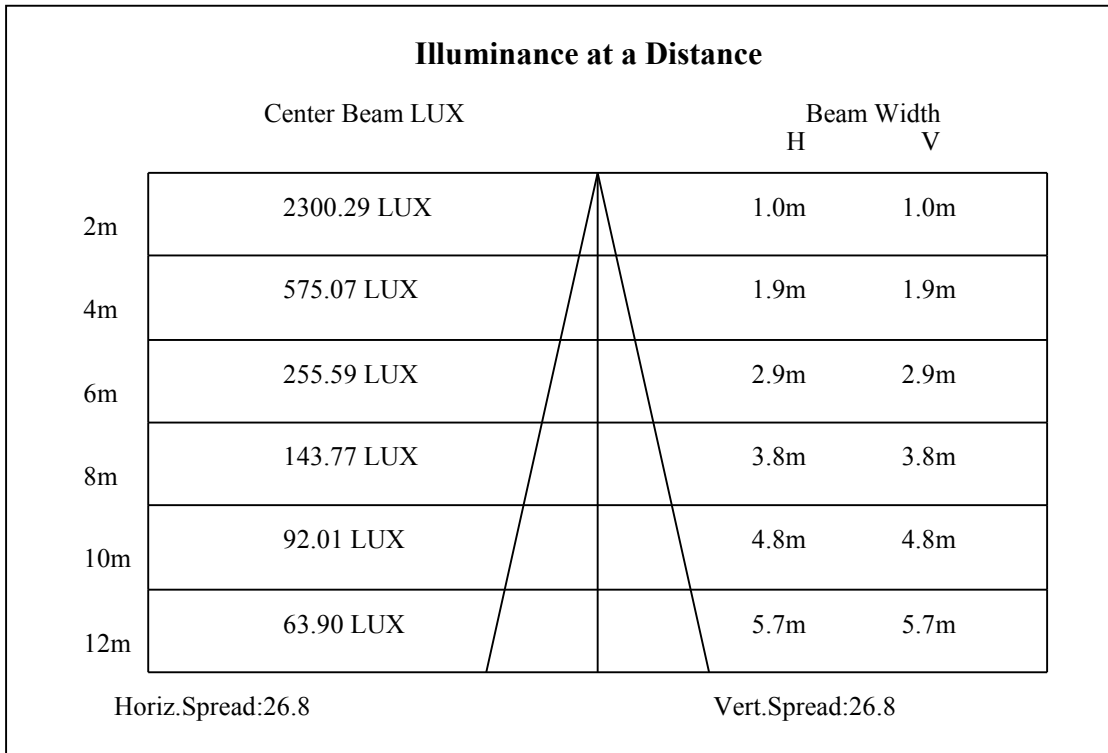 Illuminance at a Distance
Center Beam LUX Beam Width
H V
2m 2300.29 LUX 1.0m 1.0m
4m 575.07 LUX 1.9m 1.9m
6m 255.59 LUX 2.9m 2.9m
8m 143.77 LUX 3.8m 3.8m
10m 92.01 LUX 4.8m 4.8m
12m 63.90 LUX 5.7m 5.7m
Horiz.Spread:26.8 Vert.Spread:26.8